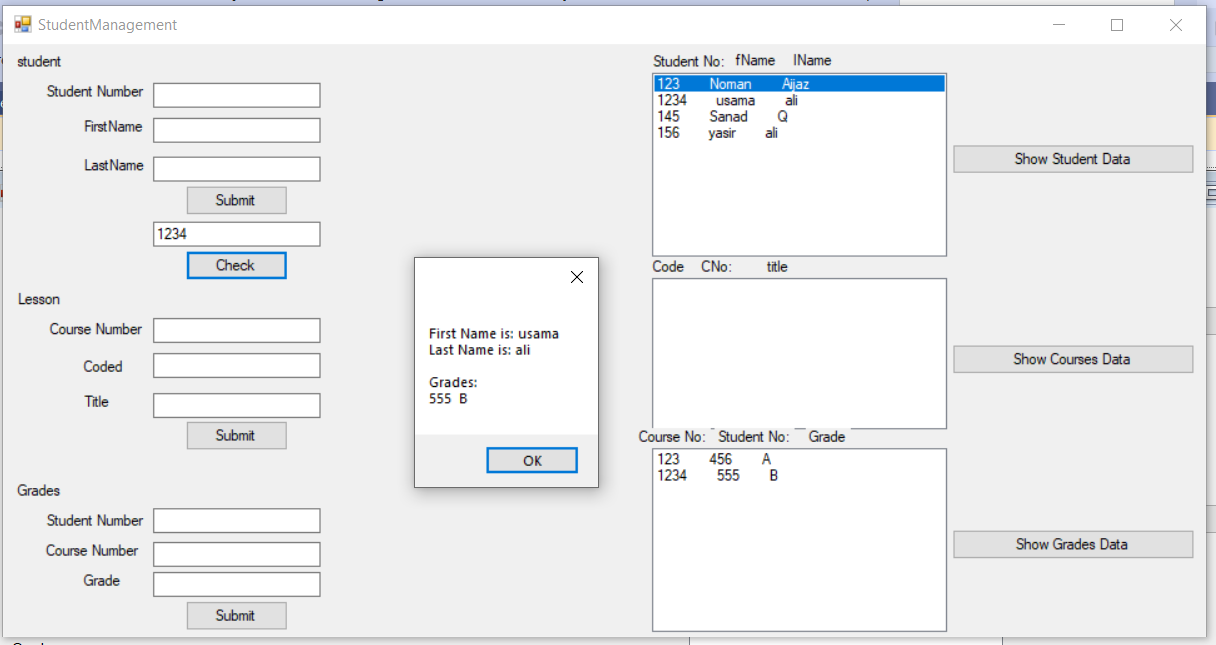 StudentManagement
student
Student Number
FirstName
LastName
Submit
1234
Check
Lesson
Course Number
Coded
Title
Submit
Grades
Student Number
Course Number
Grade
Submit
First Name is: usama
Last Name is: ali
Grades:
555 B
OK
Student No: fName lName
123 Noman Aijaz
1234 usama ali
145 Sanad Q
156 yasir ali
Show Student Data
Code CNo: title
Show Courses Data
Course No: Student No: Grade
123 456 A
1234 555 B
Show Grades Data